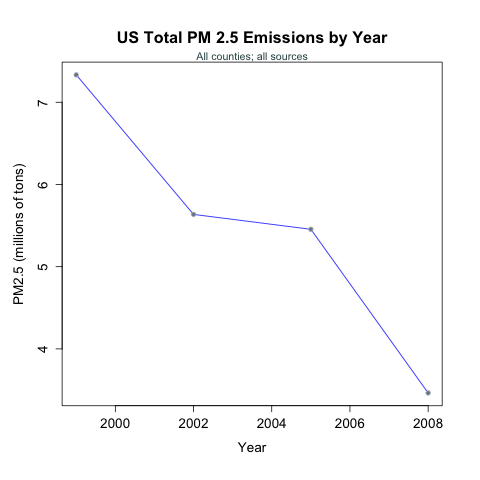 US Total PM 2.5 Emissions by Year
All counties; all sources
PM2.5 (millions of tons)
7
6
5
4
2000 2002 2004 2006 2008
Year